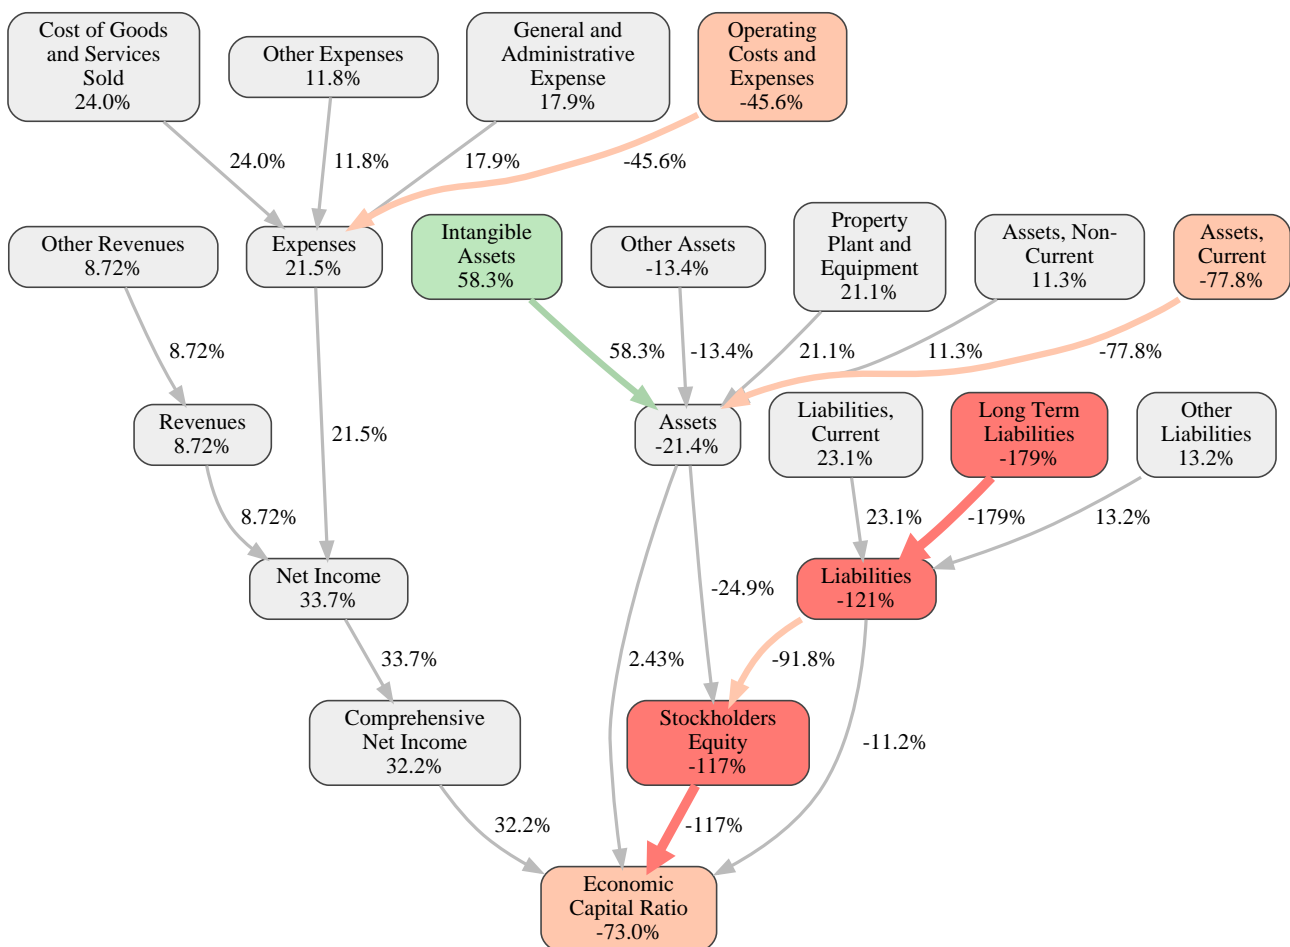 Cost of Goods
and Services
Sold
24.0%
Other Expenses
11.8%
General and
Administrative
Expense
17.9%
Operating
Costs and
Expenses
-45.6%
24.0%
11.8%
17.9%
-45.6%
Other Revenues
8.72%
Expenses
21.5%
Intangible
Assets
58.3%
Other Assets
-13.4%
Property
Plant and
Equipment
21.1%
Assets, Non-
Current
11.3%
Assets,
Current
-77.8%
8.72%
58.3%
-13.4%
21.1%
11.3%
-77.8%
Revenues
8.72%
21.5%
Assets
-21.4%
Liabilities,
Current
23.1%
Long Term
Liabilities
-179%
Other
Liabilities
13.2%
8.72%
23.1%
-179%
13.2%
Net Income
33.7%
-24.9%
Liabilities
-121%
33.7%
2.43%
-91.8%
Comprehensive
Net Income
32.2%
Stockholders
Equity
-117%
-11.2%
32.2%
-117%
Economic
Capital Ratio
-73.0%